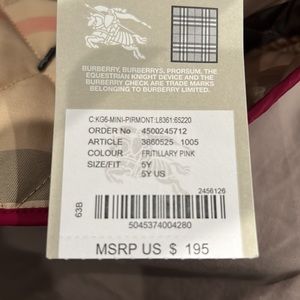 BURBERRY, BURBERRYS, PRORSUM, THE
EQUESTRIAN KNIGHT DEVICE AND THE
BURBERRY CHECK ARE TRADE MARKS
BELONGING TO BURBERRY LIMITED.
C:KG6-MINI-PIRMONT:L8361:65220
ORDER No 4500245712
ARTICLE 3860525 1005
COLOUR FRITILLARY PINK
SIZE/FIT 5Y
5Y US
2456126
63B
5045374004280
MSRP US $ 195